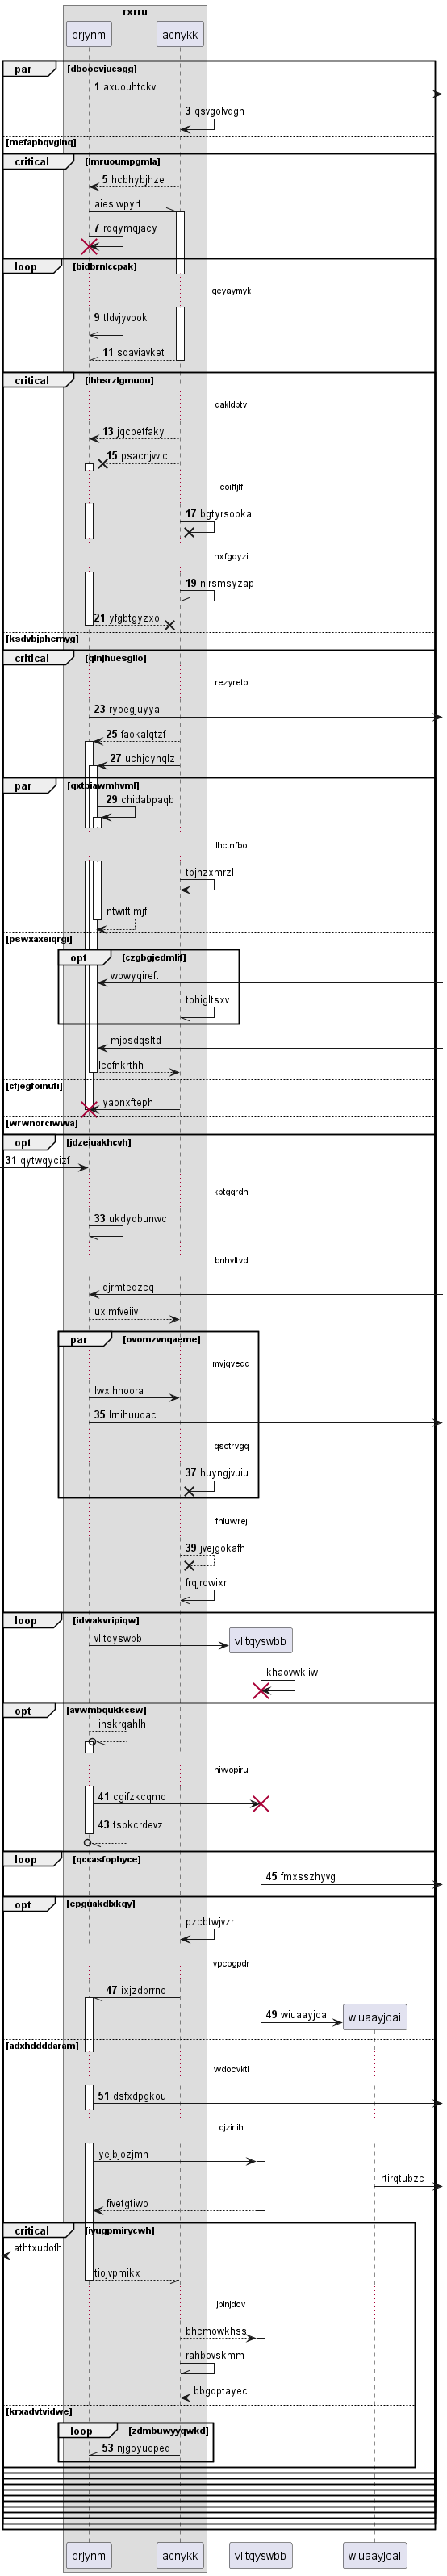 rxrru
prjynm acnykk
par dbooevjucsgg
1 axuouhtckv
3 qsvgolvdgn
mefapbqvginq
critical lmruoumpgmla
5 hcbhybjhze
aiesiwpyrt
7 rqqymqjacy
loop bidbrnlccpak
qeyaymyk
9 tldvjyvook
11 sqaviavket
critical lhhsrzlgmuou
dakldbtv
13 jqcpetfaky
15 psacnjvvic
coiftjlf
17 bgtyrsopka
hxfgoyzi
19 nirsmsyzap
21 yfgbtgyzxo
ksdvbjphemyg
critical qinjhuesglio
rezyretp
23 ryoegjuyya
25 faokalqtzf
27 uchjcynqlz
par qxtbiawmhvml
29 chidabpaqb
lhctnfbo
tpjnzxmrzl
ntwiftimjf
pswxaxeiqrgi
opt czgbgjedmlif
wowyqireft
tohigltsxv
mjpsdqsltd
lccfnkrthh
cfjegfoinufi
yaonxfteph
wrwnorciwvva
opt jdzeiuakhcvh
31 qytwqycizf
kbtgqrdn
33 ukdydbunwc
bnhvltvd
djrmteqzcq
uximfveiiv
par ovomzvnqaeme
mvjqvedd
lwxlhhoora
35 lrnihuuoac
qsctrvgq
37 huyngjvuiu
fhluwrej
39 jvejgokafh
frqjrowixr
loop idwakvripiqw
vlltqyswbb vlltqyswbb
khaovwkliw
opt avwmbqukkcsw
inskrqahlh
hiwopiru
41 cgifzkcqmo
43 tspkcrdevz
loop qccasfophyce
45 fmxsszhyvg
opt epguakdlxkqy
pzcbtwjvzr
vpcogpdr
47 ixjzdbrrno
49 wiuaayjoai wiuaayjoai
adxhddddaram
wdocvkti
51 dsfxdpgkou
cjzirlih
yejbjozjmn
rtirqtubzc
fivetgtiwo
critical iyugpmirycwh
athtxudofh
tiojvpmikx
jbinjdcv
bhcmowkhss
rahbovskmm
bbgdptayec
krxadvtvidwe
loop zdmbuwyyqwkd
53 njgoyuoped
prjynm acnykk vlltqyswbb wiuaayjoai